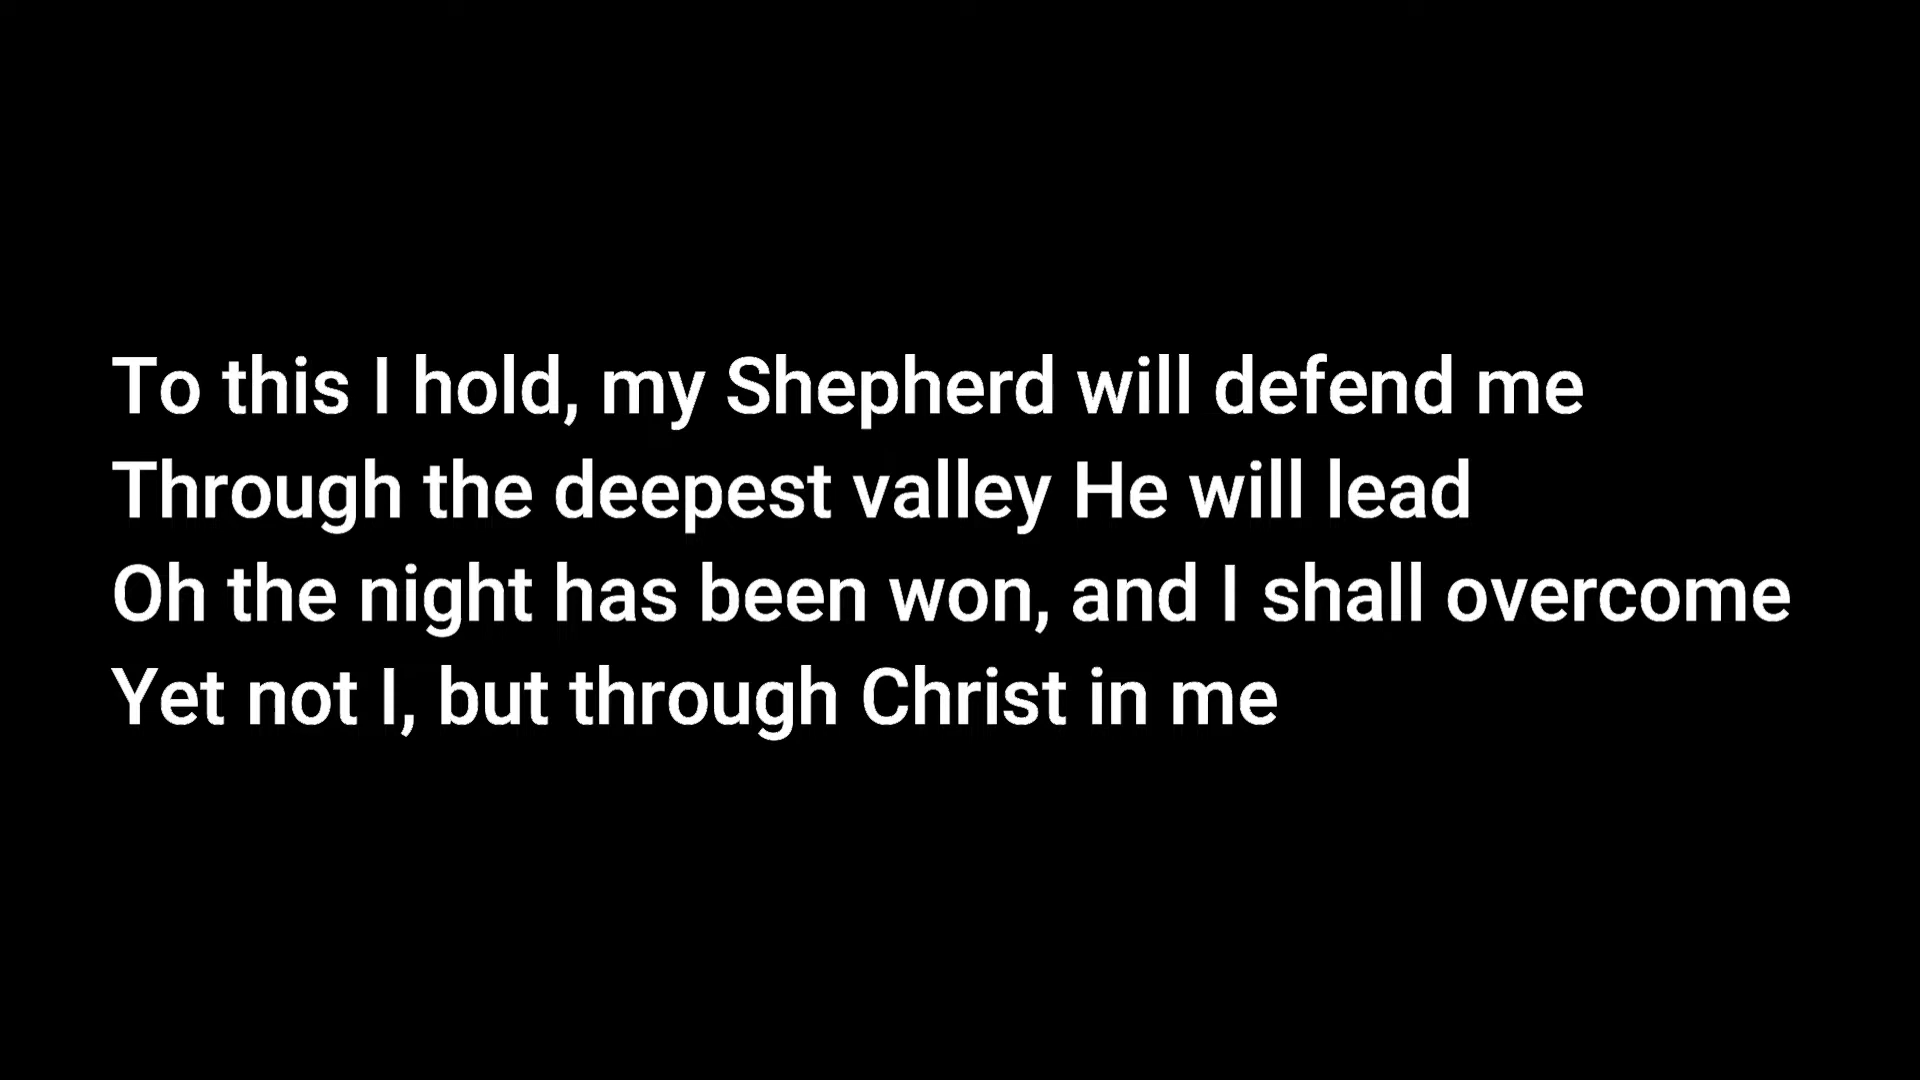 To this I hold, my Shepherd will defend me
Through the deepest valley He will lead
Oh the night has been won, and I shall overcome
Yet not I, but through Christ in me